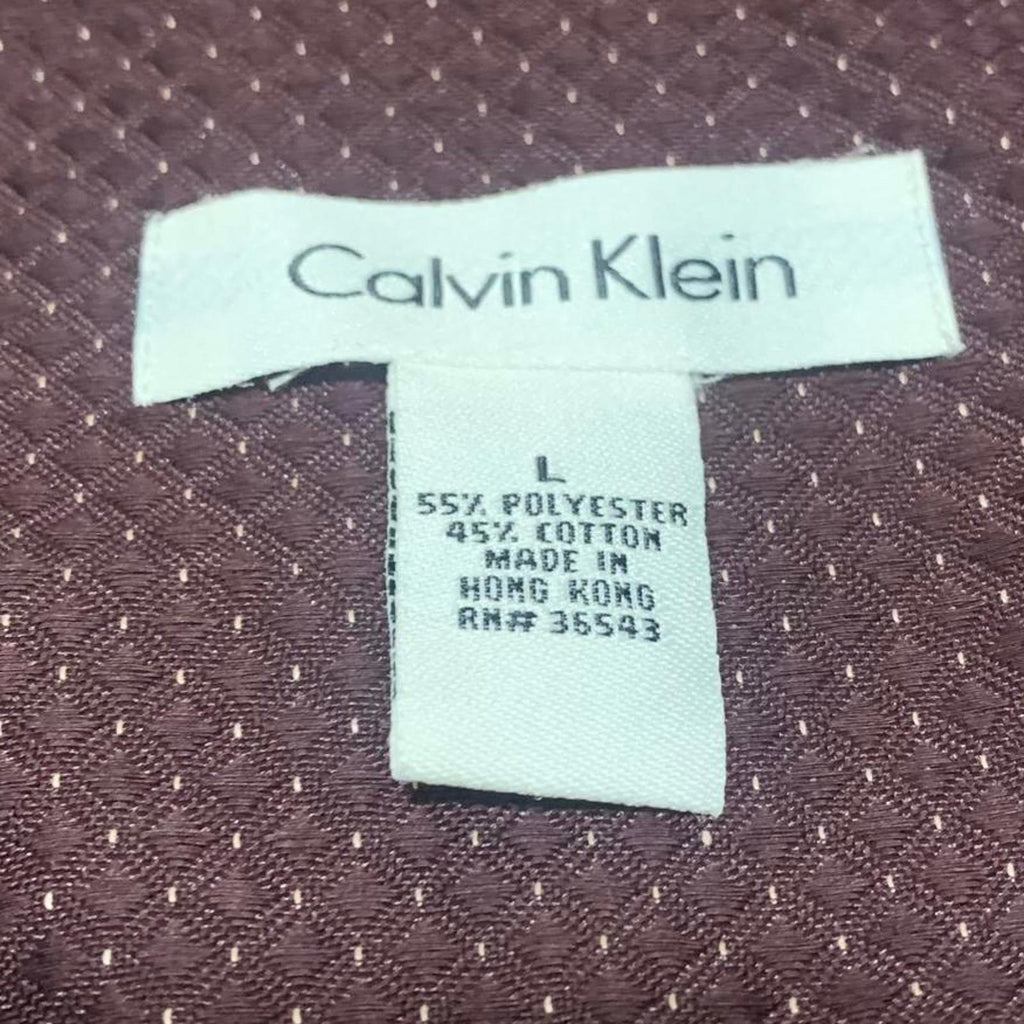 Calvin Klein
L
55% POLYESTER
45% COTTON
MADE IN
HONG KONG
RN# 36543